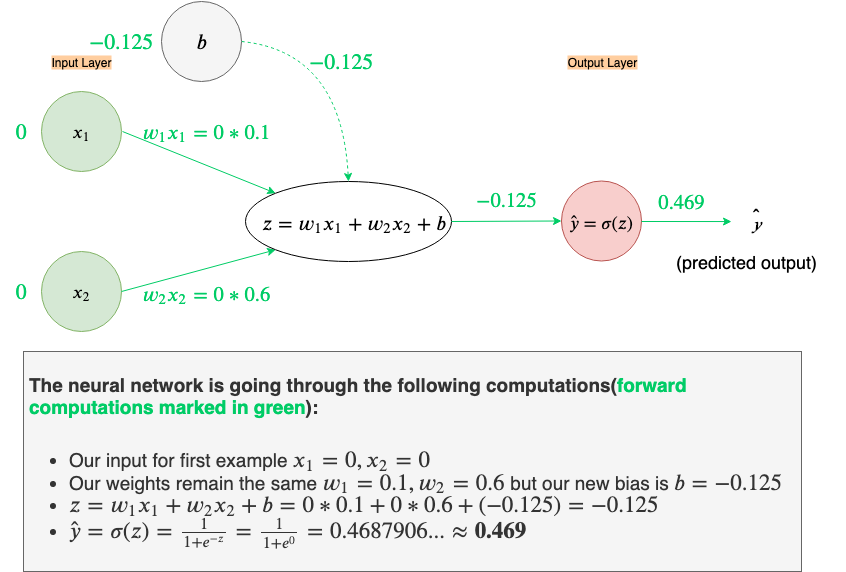 −0.125 b −0.125
Input Layer Output Layer
0 x₁ w₁x₁ = 0 ∗ 0.1
z = w₁x₁ + w₂x₂ + b −0.125 ŷ = σ(z) 0.469 ŷ
(predicted output)
0 x₂ w₂x₂ = 0 ∗ 0.6
The neural network is going through the following computations(forward
computations marked in green):
• Our input for first example x₁ = 0, x₂ = 0
• Our weights remain the same w₁ = 0.1, w₂ = 0.6 but our new bias is b = −0.125
• z = w₁x₁ + w₂x₂ + b = 0 ∗ 0.1 + 0 ∗ 0.6 + (−0.125) = −0.125
• ŷ = σ(z) = 1/(1+e⁻ᶻ) = 1/(1+e⁰) = 0.4687906... ≈ 0.469